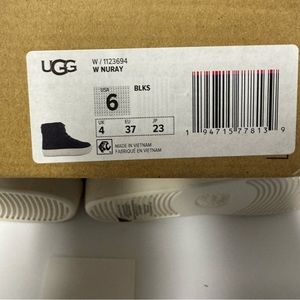 UGG
W / 1123694
W NURAY
USA
6
BLKS
UK EU JP
4 37 23
MADE IN VIETNAM
FABRIQUÉ EN VIETNAM
1 94715 77813 9